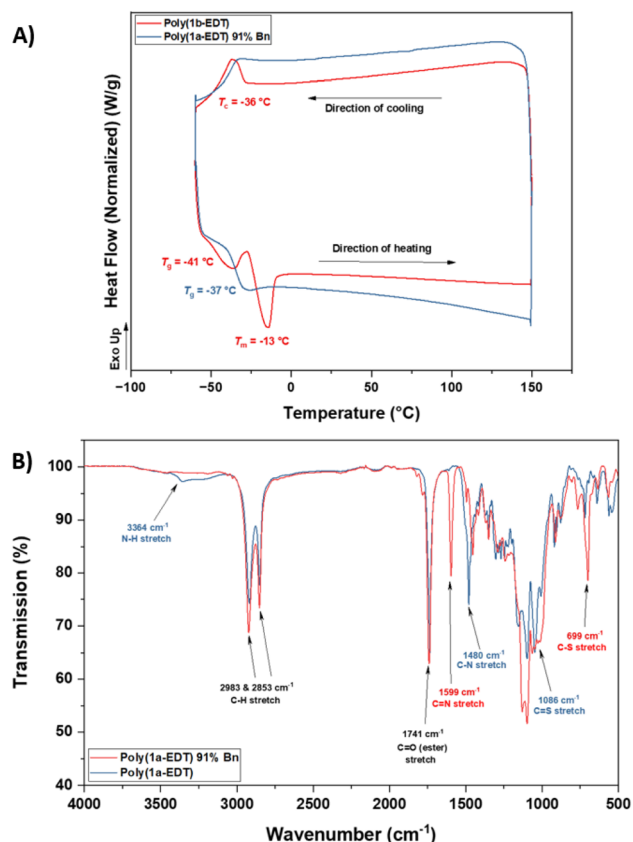 A)
Poly(1b-EDT)
Poly(1a-EDT) 91% Bn
Heat Flow (Normalized) (W/g)
Tc = -36 °C
Direction of cooling
Direction of heating
Tg = -41 °C
Tg = -37 °C
Tm = -13 °C
Exo Up
−100 −50 0 50 100 150 200
Temperature (°C)
B)
Transmission (%)
100
90
80
70
60
50
40
3364 cm⁻¹
N-H stretch
2983 & 2853 cm⁻¹
C-H stretch
1741 cm⁻¹
C=O (ester)
stretch
1599 cm⁻¹
C=N stretch
1480 cm⁻¹
C-N stretch
1086 cm⁻¹
C=S stretch
699 cm⁻¹
C-S stretch
Poly(1a-EDT) 91% Bn
Poly(1a-EDT)
4000 3500 3000 2500 2000 1500 1000 500
Wavenumber (cm⁻¹)